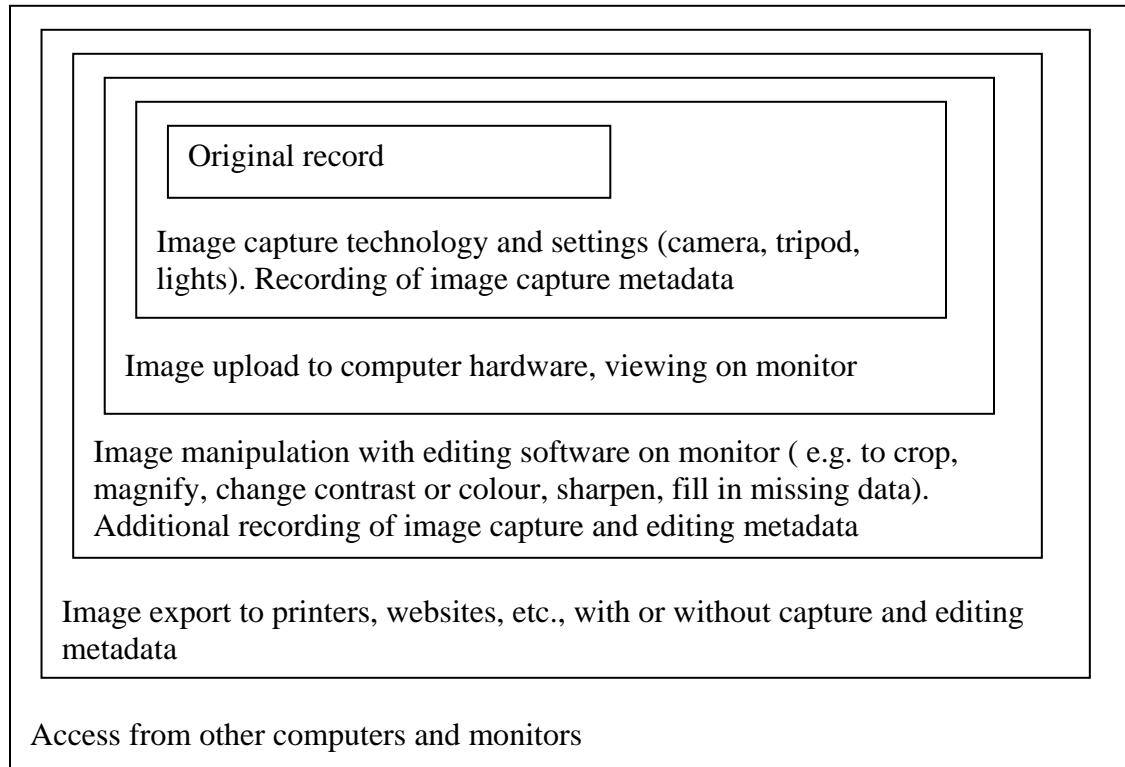 Original record
Image capture technology and settings (camera, tripod,
lights). Recording of image capture metadata
Image upload to computer hardware, viewing on monitor
Image manipulation with editing software on monitor ( e.g. to crop,
magnify, change contrast or colour, sharpen, fill in missing data).
Additional recording of image capture and editing metadata
Image export to printers, websites, etc., with or without capture and editing
metadata
Access from other computers and monitors